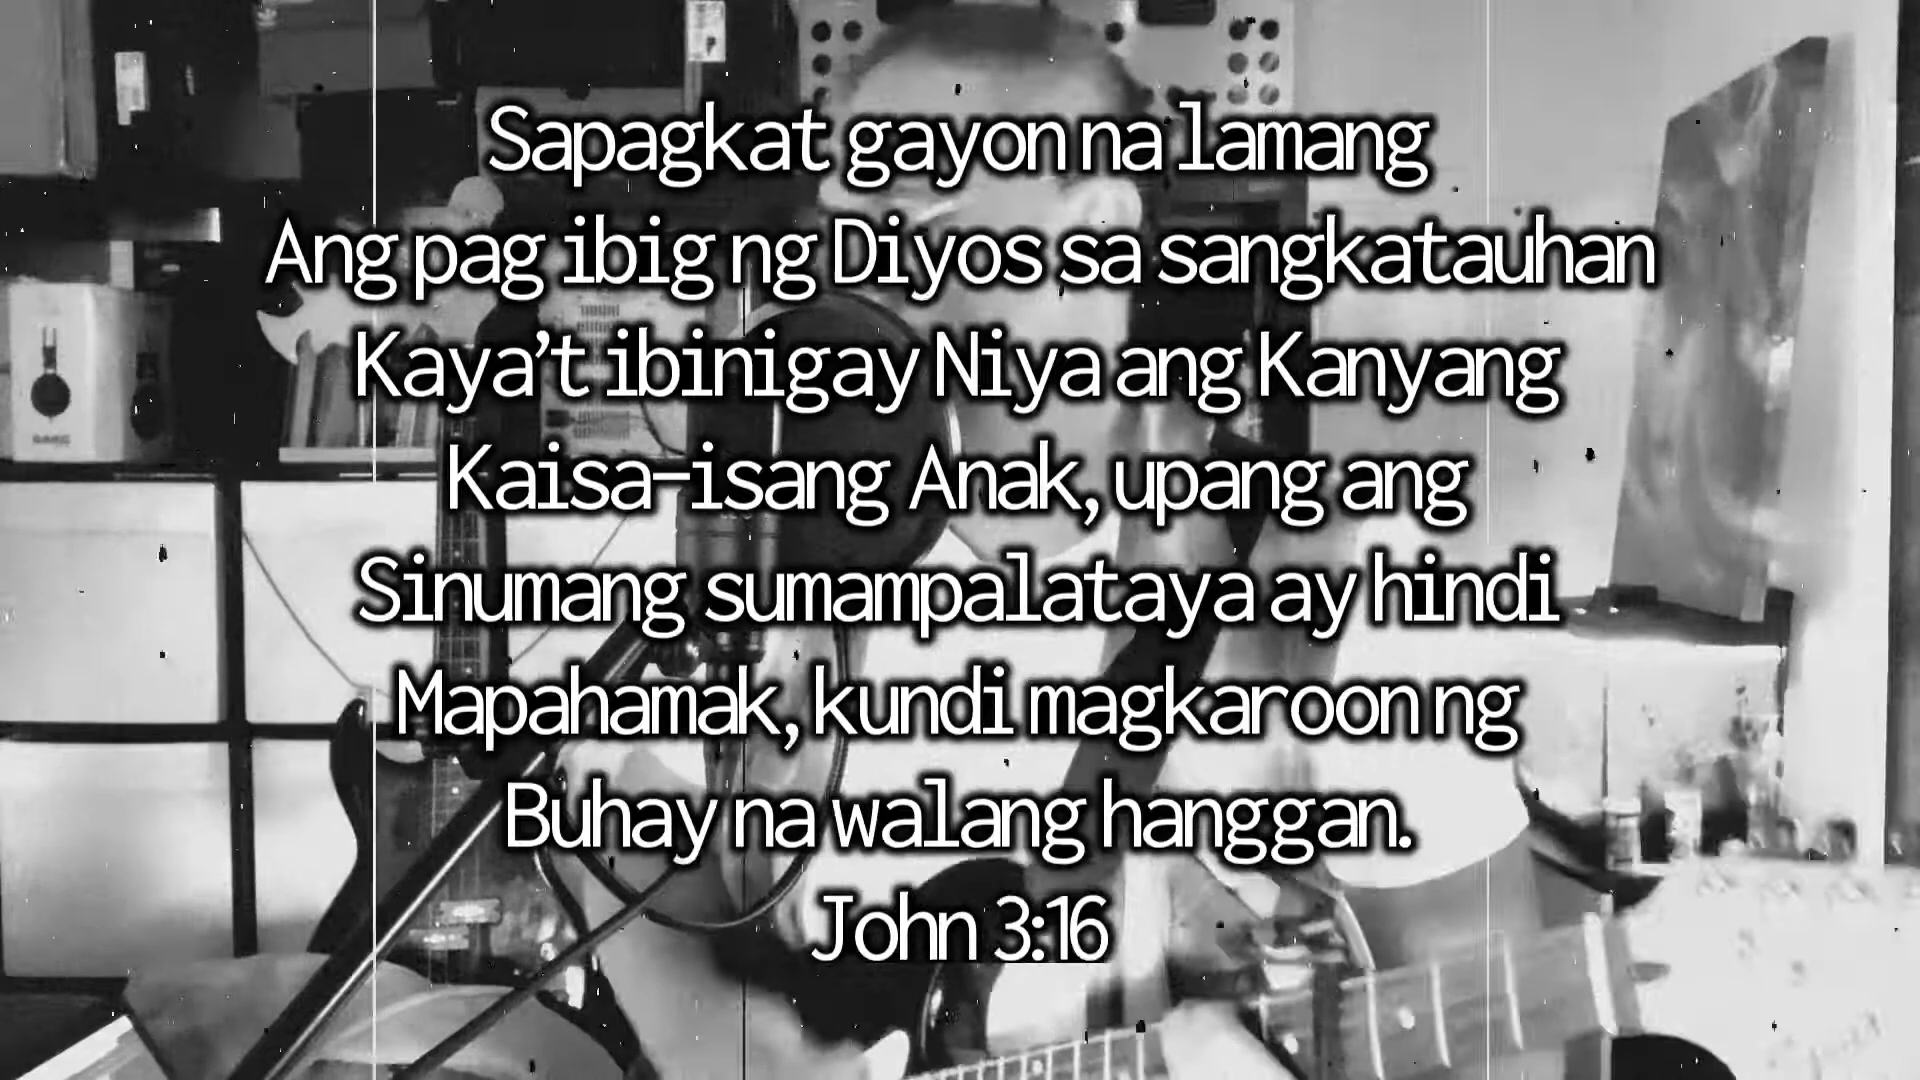 Sapagkat gayon na lamang
Ang pag ibig ng Diyos sa sangkatauhan
Kaya't ibinigay Niya ang Kanyang
Kaisa-isang Anak, upang ang
Sinumang sumampalataya ay hindi
Mapahamak, kundi magkaroon ng
Buhay na walang hanggan.
John 3:16